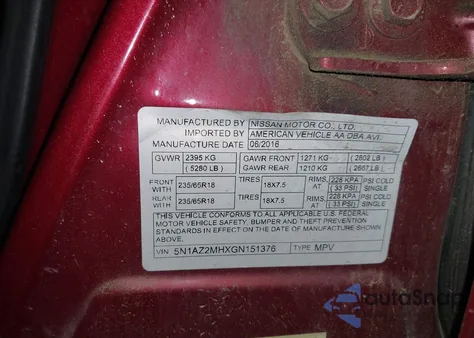 MANUFACTURED BY NISSAN MOTOR CO., LTD.
IMPORTED BY AMERICAN VEHICLE AA DBA AVI.
MANUFACTURE DATE 06/2016
GVWR 2395 KG GAWR FRONT 1271 KG ( 2802 LB )
( 5280 LB ) GAWR REAR 1210 KG ( 2667 LB )
FRONT WITH 235/65R18 TIRES 18X7.5 RIMS, AT 228 KPA ( 33 PSI) PSI COLD SINGLE
REAR WITH 235/65R18 TIRES 18X7.5 RIMS, AT 228 KPA ( 33 PSI) PSI COLD SINGLE
THIS VEHICLE CONFORMS TO ALL APPLICABLE U.S. FEDERAL
MOTOR VEHICLE SAFETY, BUMPER AND THEFT PREVENTION
STANDARDS IN EFFECT ON THE DATE OF MANUFACTURE SHOWN
ABOVE.
VIN 5N1AZ2MHXGN151376 TYPE MPV
autoSnap